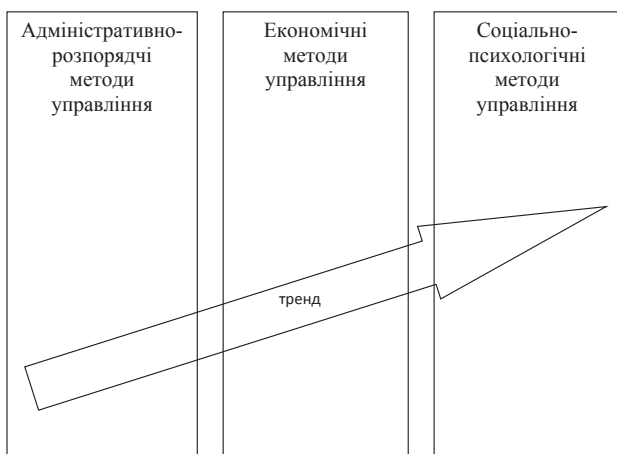 Адміністративно-
розпорядчі
методи
управління
Економічні
методи
управління
Соціально-
психологічні
методи
управління
тренд